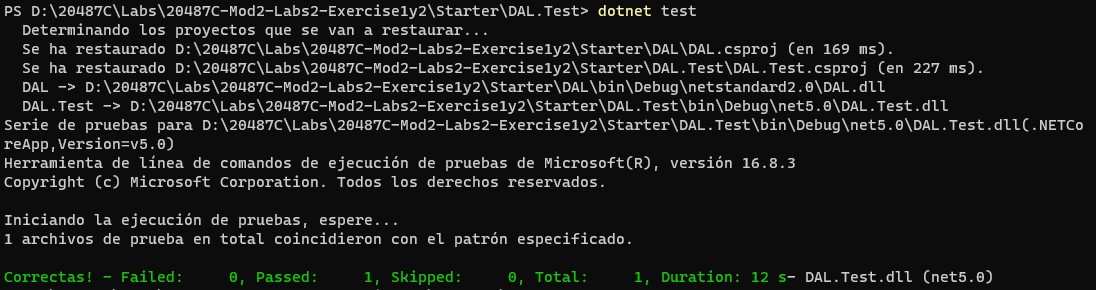 PS D:\20487C\Labs\20487C-Mod2-Labs2-Exercise1y2\Starter\DAL.Test> dotnet test
  Determinando los proyectos que se van a restaurar...
  Se ha restaurado D:\20487C\Labs\20487C-Mod2-Labs2-Exercise1y2\Starter\DAL\DAL.csproj (en 169 ms).
  Se ha restaurado D:\20487C\Labs\20487C-Mod2-Labs2-Exercise1y2\Starter\DAL.Test\DAL.Test.csproj (en 227 ms).
  DAL -> D:\20487C\Labs\20487C-Mod2-Labs2-Exercise1y2\Starter\DAL\bin\Debug\netstandard2.0\DAL.dll
  DAL.Test -> D:\20487C\Labs\20487C-Mod2-Labs2-Exercise1y2\Starter\DAL.Test\bin\Debug\net5.0\DAL.Test.dll
Serie de pruebas para D:\20487C\Labs\20487C-Mod2-Labs2-Exercise1y2\Starter\DAL.Test\bin\Debug\net5.0\DAL.Test.dll(.NETCo
reApp,Version=v5.0)
Herramienta de línea de comandos de ejecución de pruebas de Microsoft(R), versión 16.8.3
Copyright (c) Microsoft Corporation. Todos los derechos reservados.

Iniciando la ejecución de pruebas, espere...
1 archivos de prueba en total coincidieron con el patrón especificado.

Correctas! - Failed:     0, Passed:     1, Skipped:     0, Total:     1, Duration: 12 s- DAL.Test.dll (net5.0)